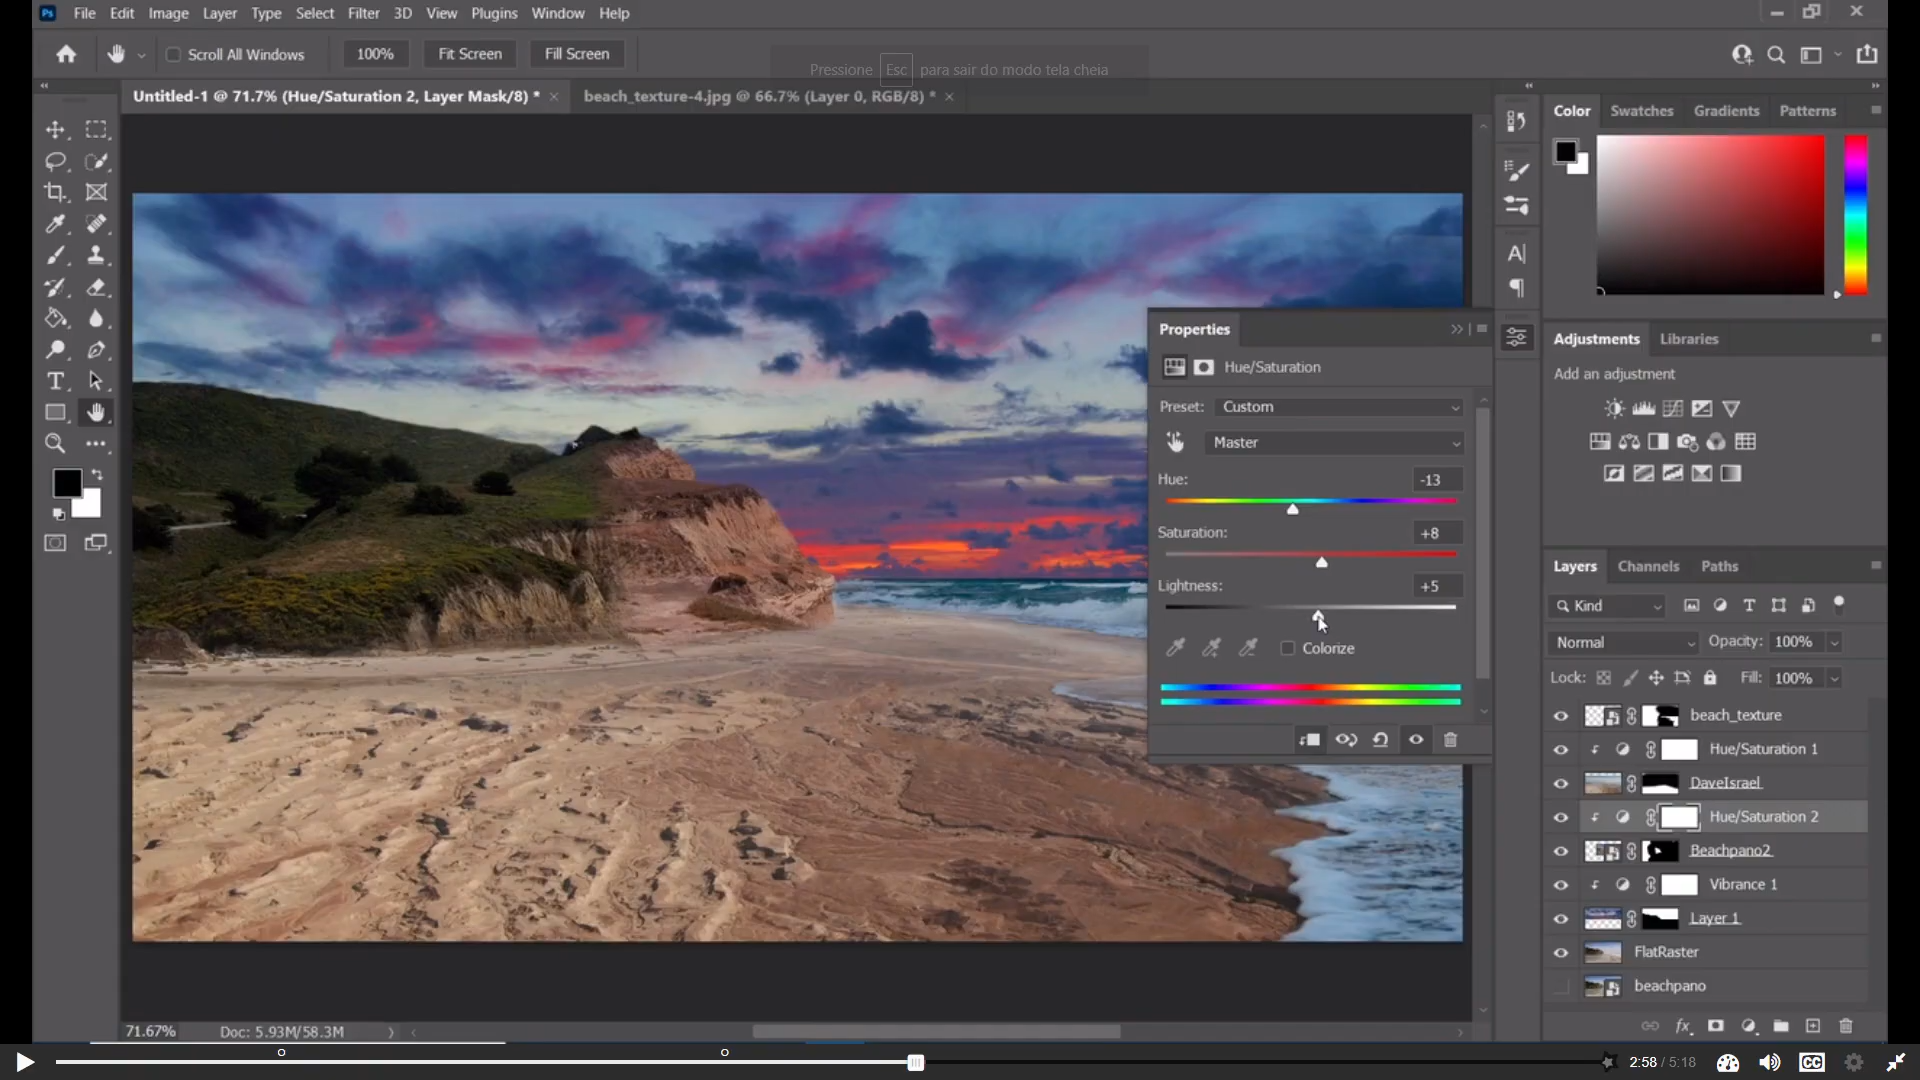 Ps File Edit Image Layer Type Select Filter 3D View Plugins Window Help
Scroll All Windows 100% Fit Screen Fill Screen
Pressione Esc para sair do modo tela cheia
Untitled-1 @ 71.7% (Hue/Saturation 2, Layer Mask/8) * × beach_texture-4.jpg @ 66.7% (Layer 0, RGB/8) * ×
Color Swatches Gradients Patterns
Properties
Hue/Saturation
Preset: Custom
Master
Hue: -13
Saturation: +8
Lightness: +5
Colorize
Adjustments Libraries
Add an adjustment
Layers Channels Paths
Kind
Normal Opacity: 100%
Lock: Fill: 100%
beach_texture
Hue/Saturation 1
DaveIsrael
Hue/Saturation 2
Beachpano2
Vibrance 1
Layer 1
FlatRaster
beachpano
fx
71.67% Doc: 5.93M/58.3M
2:58 / 5:18 CC